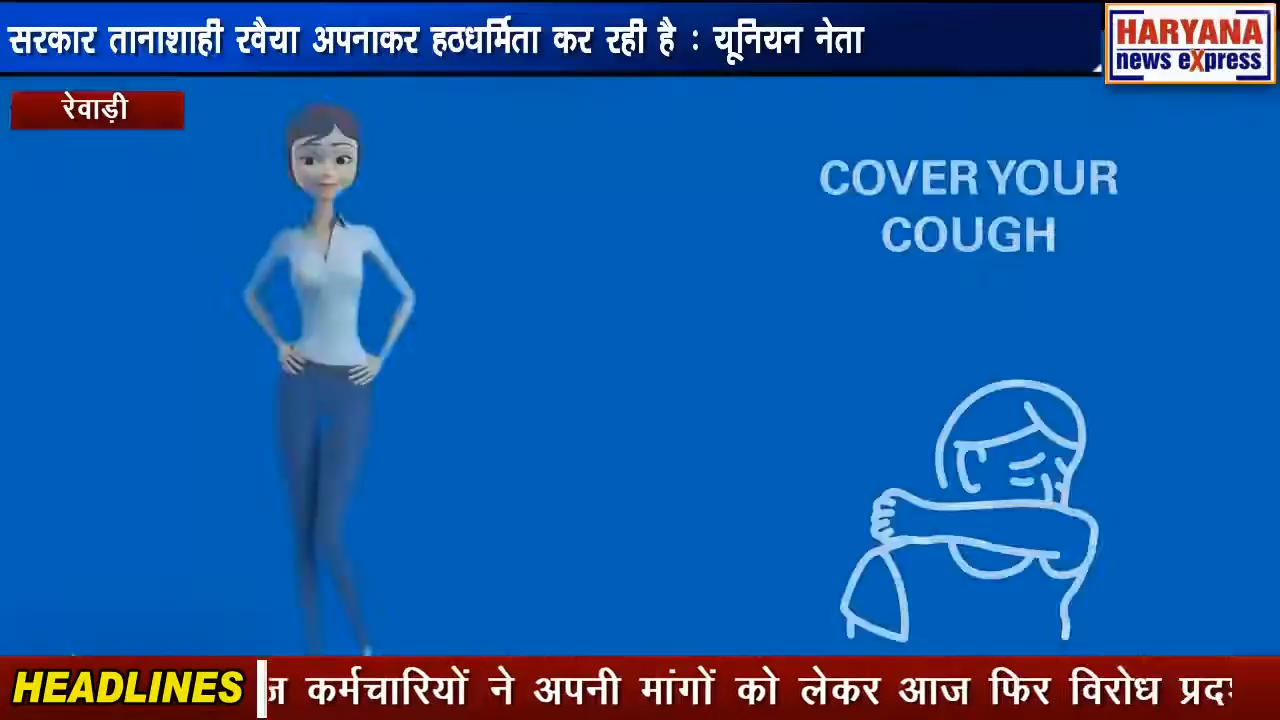 सरकार तानाशाही रवैया अपनाकर हठधर्मिता कर रही है : यूनियन नेता
HARYANA
news eXpress
रेवाड़ी
COVER YOUR
COUGH
HEADLINES
कर्मचारियों ने अपनी मांगों को लेकर आज फिर विरोध